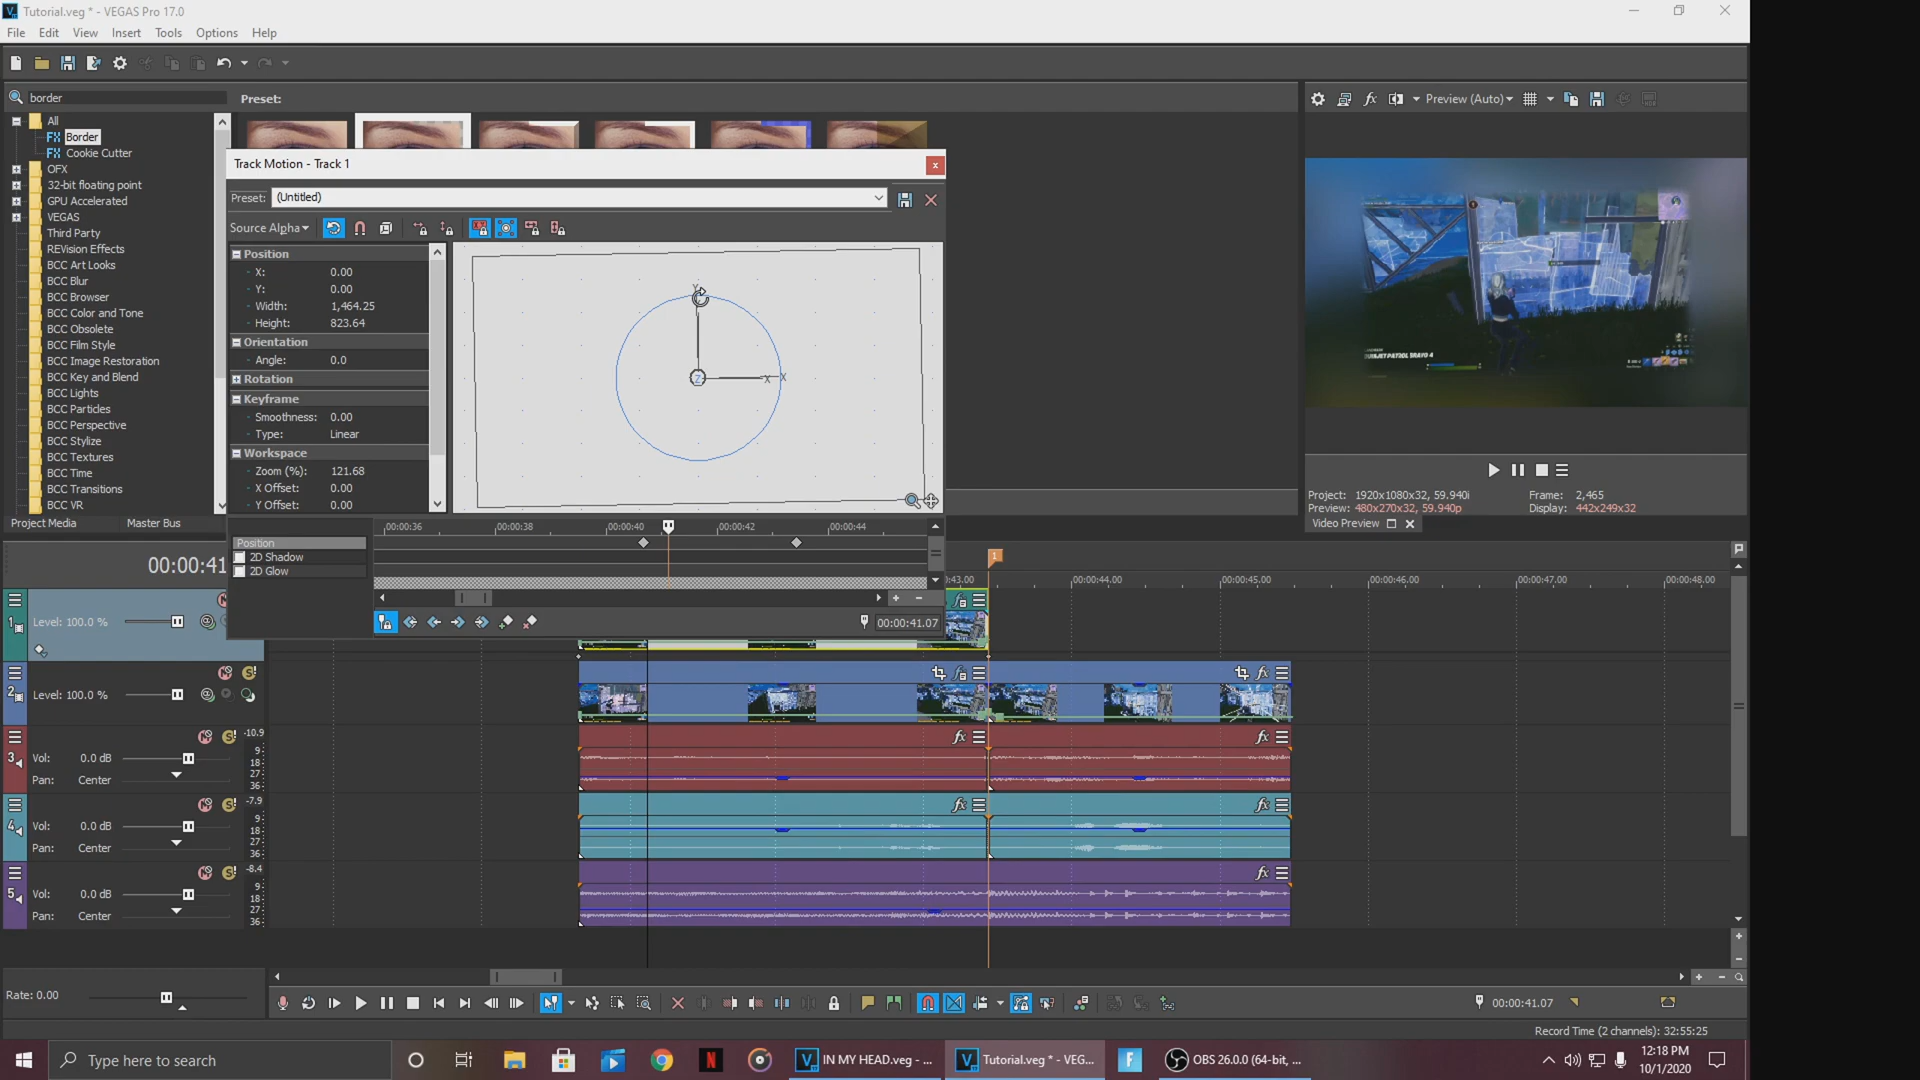 Tutorial.veg * - VEGAS Pro 17.0
File Edit View Insert Tools Options Help
border
Preset:
Preview (Auto)
All
Border
Cookie Cutter
OFX
32-bit floating point
GPU Accelerated
VEGAS
Third Party
REVision Effects
BCC Art Looks
BCC Blur
BCC Browser
BCC Color and Tone
BCC Obsolete
BCC Film Style
BCC Image Restoration
BCC Key and Blend
BCC Lights
BCC Particles
BCC Perspective
BCC Stylize
BCC Textures
BCC Time
BCC Transitions
BCC VR
Project Media Master Bus
Track Motion - Track 1
Preset: (Untitled)
Source Alpha
Position
X: 0.00
Y: 0.00
Width: 1,464.25
Height: 823.64
Orientation
Angle: 0.0
Rotation
Keyframe
Smoothness: 0.00
Type: Linear
Workspace
Zoom (%): 121.68
X Offset: 0.00
Y Offset: 0.00
Y
Z
X X
00:00:36 00:00:38 00:00:40 00:00:42 00:00:44
Position
2D Shadow
2D Glow
00:00:41.07
Project: 1920x1080x32, 59.940i
Frame: 2,465
Preview: 480x270x32, 59.940p
Display: 442x249x32
Video Preview
00:00:41
1
:43.00 00:00:44.00 00:00:45.00 00:00:46.00 00:00:47.00 00:00:48.00
1
Level: 100.0 %
2
Level: 100.0 %
3
Vol: 0.0 dB
Pan: Center
-10.9
9
18
27
36
4
Vol: 0.0 dB
Pan: Center
-7.9
9
18
27
36
5
Vol: 0.0 dB
Pan: Center
-8.4
9
18
27
36
Rate: 0.00
00:00:41.07
Record Time (2 channels): 32:55:25
Type here to search
IN MY HEAD.veg - ...
Tutorial.veg * - VEG...
OBS 26.0.0 (64-bit, ...
12:18 PM
10/1/2020